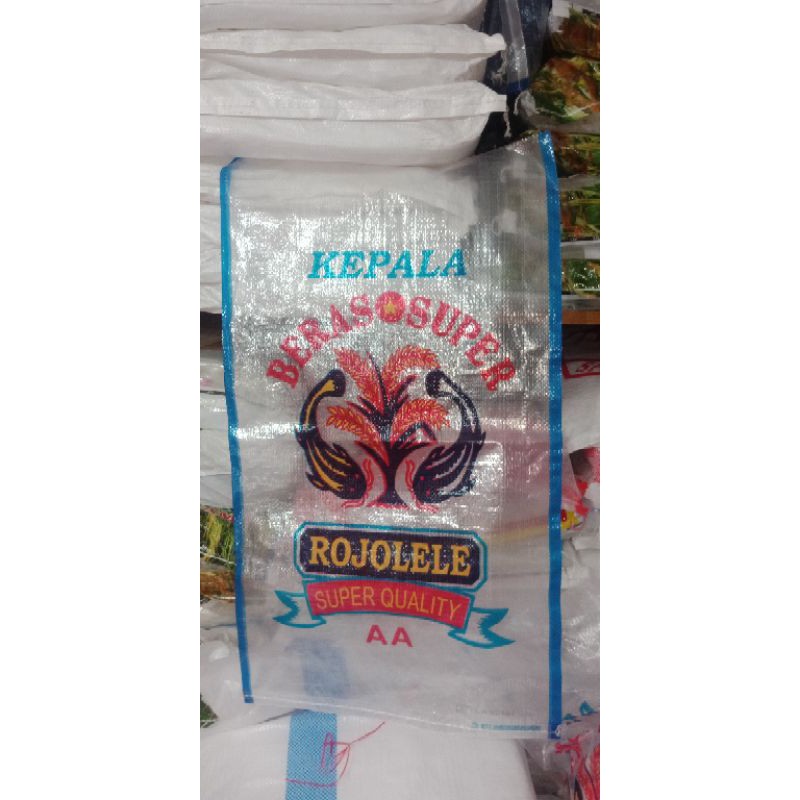 KEPALA
BERAS SUPER
ROJOLELE
SUPER QUALITY
AA